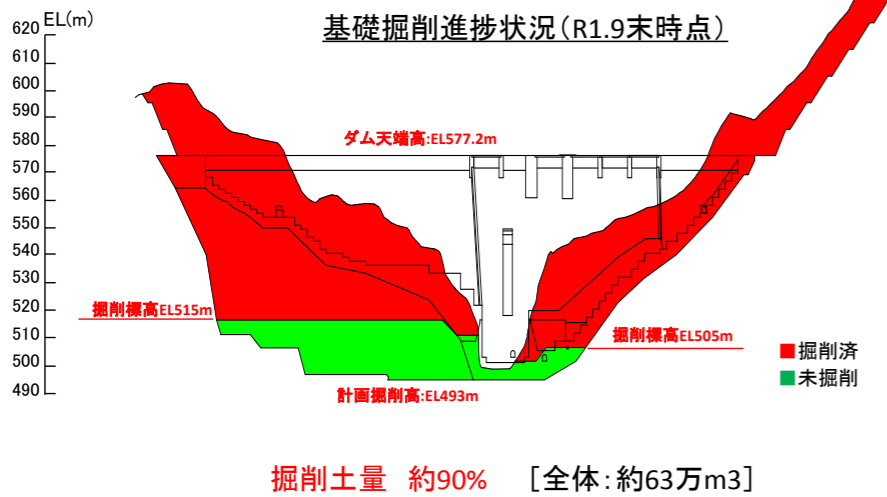 基礎掘削進捗状況(R1.9末時点)
EL(m)
620
610
600
590
580
570
560
550
540
530
520
510
500
490
ダム天端高:EL577.2m
掘削標高EL515m
掘削標高EL505m
計画掘削高:EL493m
掘削済
未掘削
掘削土量 約90% [全体:約63万m3]